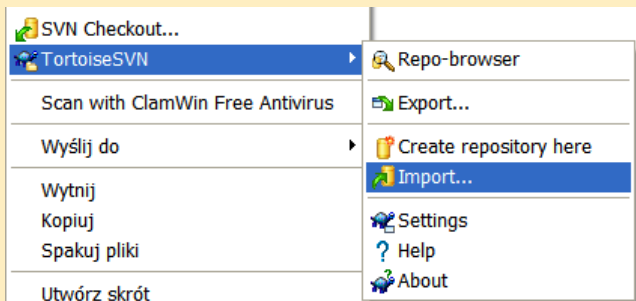 SVN Checkout...
TortoiseSVN
Scan with ClamWin Free Antivirus
Wyślij do
Wytnij
Kopiuj
Spakuj pliki
Utwórz skrót
Repo-browser
Export...
Create repository here
Import...
Settings
Help
About